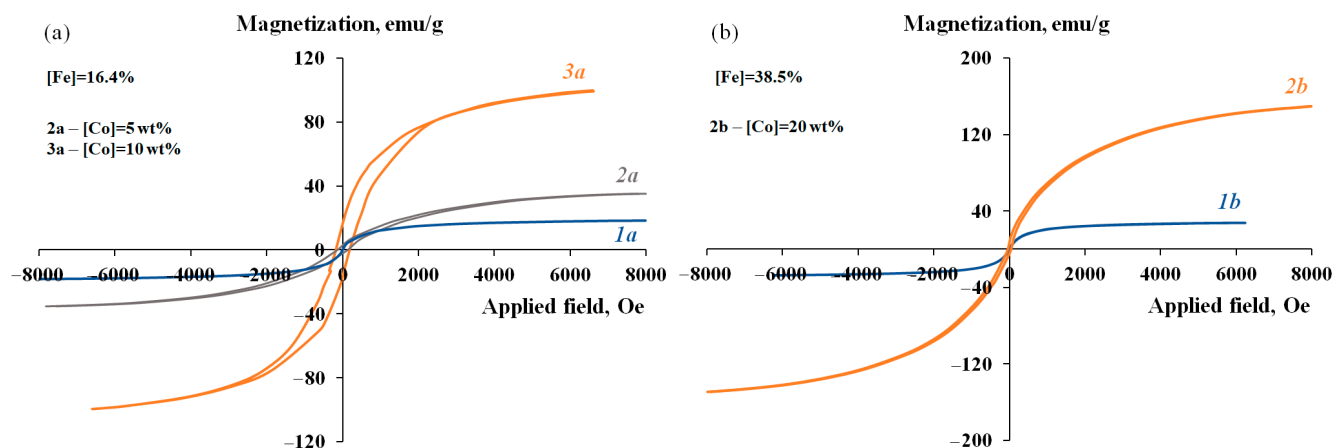 (a)
Magnetization, emu/g
[Fe]=16.4%
2a – [Co]=5 wt%
3a – [Co]=10 wt%
120
80
40
0
–40
–80
–120
–8000 –6000 –4000 –2000 0 2000 4000 6000 8000
3a
2a
1a
Applied field, Oe
(b)
Magnetization, emu/g
[Fe]=38.5%
2b – [Co]=20 wt%
200
120
40
–40
–120
–200
–8000 –6000 –4000 –2000 0 2000 4000 6000 8000
2b
1b
Applied field, Oe